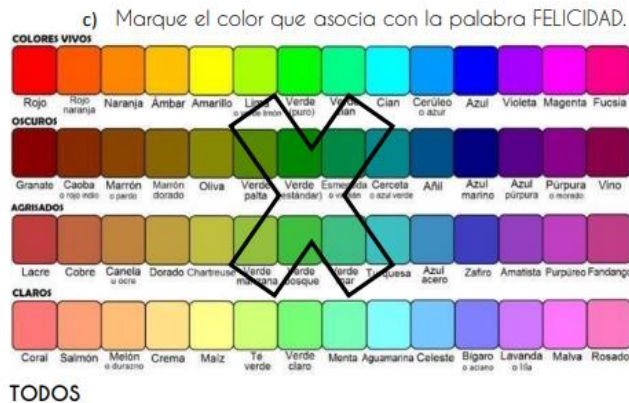 c) Marque el color que asocia con la palabra FELICIDAD.
COLORES VIVOS
Rojo Rojo naranja Naranja Ámbar Amarillo Lima o verde limón Verde (puro) Verde Cian Cerúleo o azur Azul Violeta Magenta Fucsia
OSCUROS
Granate Caoba o rojo indio Marrón o pardo Marrón dorado Oliva Verde palta Verde (estándar) Esmeralda o Cerceta o azul verde Añil Azul marino Azul púrpura Púrpura o morado Vino
AGRISADOS
Lacre Cobre Canela u ocre Dorado Chartreuse Verde manzana Verde bosque Verde mar Turquesa Azul acero Zafiro Amatista Purpúreo Fandango
CLAROS
Coral Salmón Melón o durazno Crema Maíz Té verde Verde claro Menta Aguamarina Celeste Bígaro o aciano Lavanda o lila Malva Rosado
TODOS